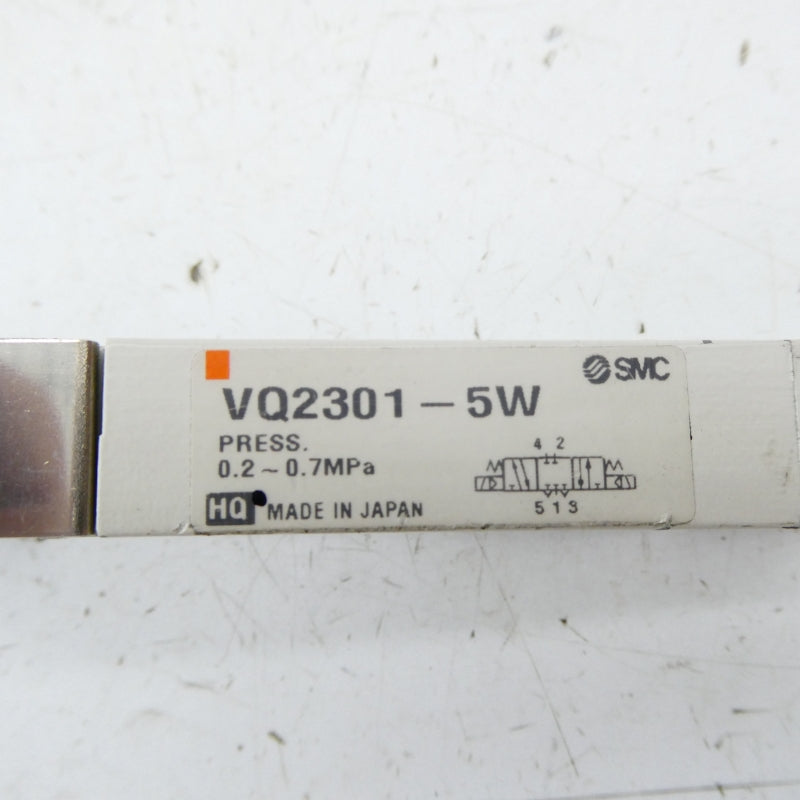 SMC
VQ2301-5W
PRESS.
0.2~0.7MPa
4 2
HQ MADE IN JAPAN
5 1 3